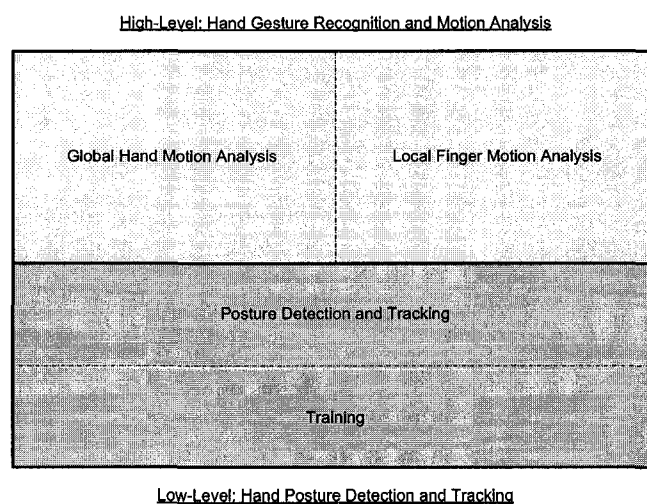 High-Level: Hand Gesture Recognition and Motion Analysis
Global Hand Motion Analysis
Local Finger Motion Analysis
Posture Detection and Tracking
Training
Low-Level: Hand Posture Detection and Tracking